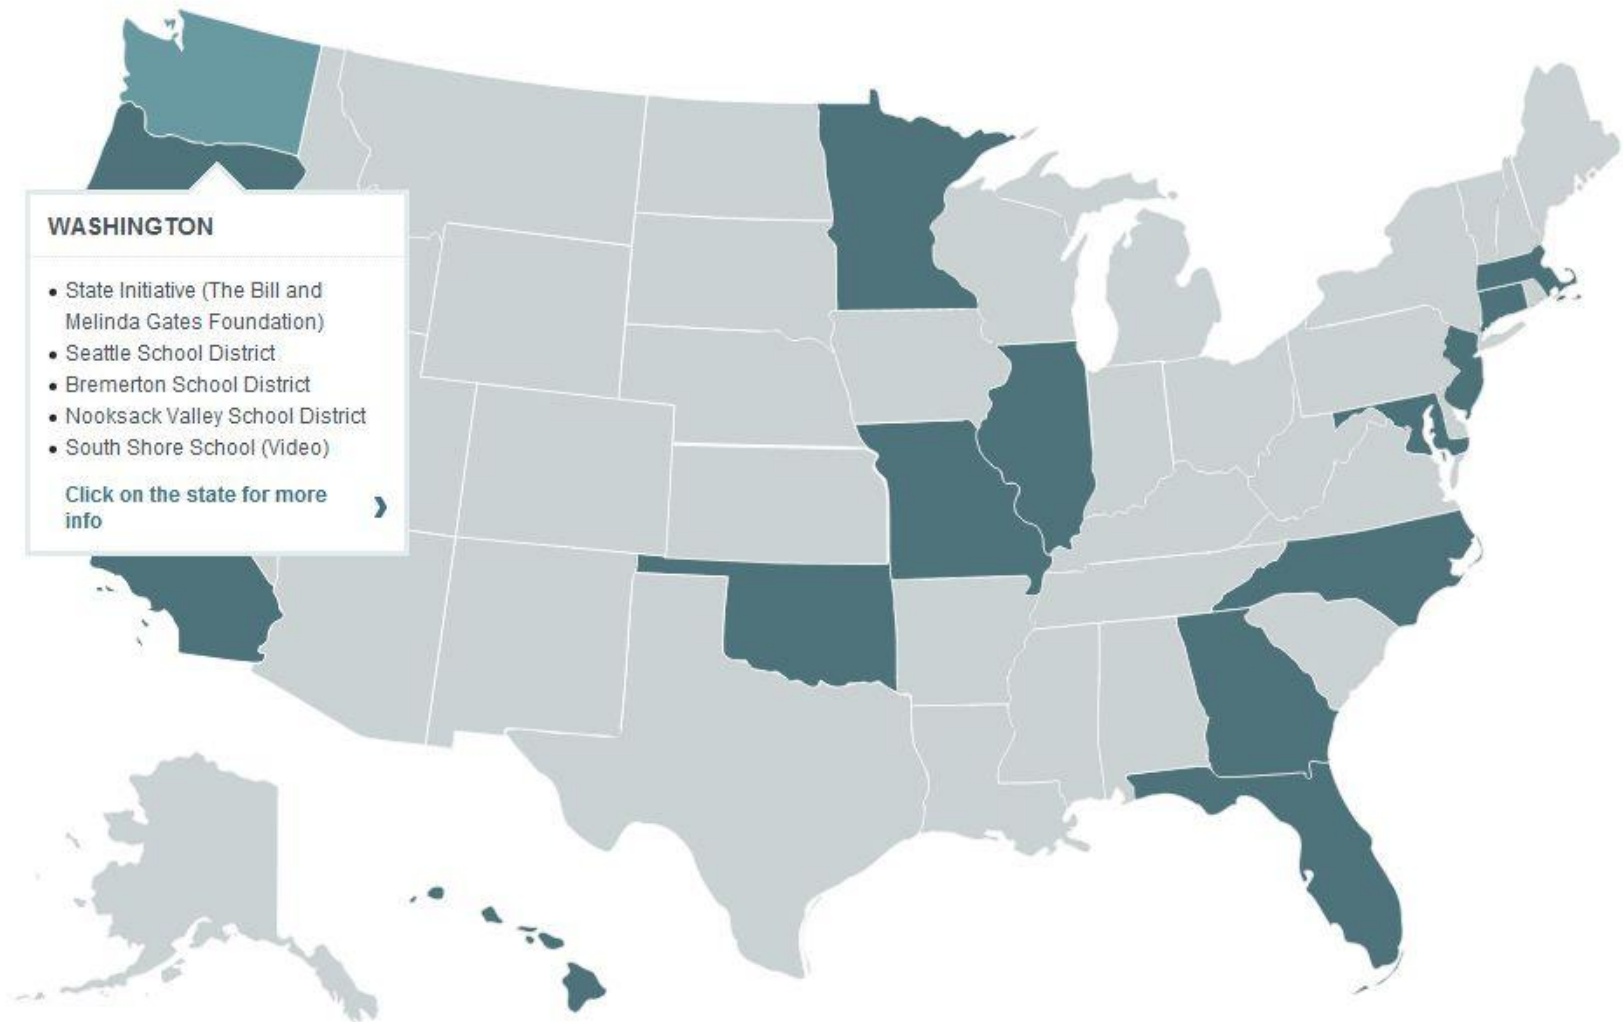 WASHINGTON
• State Initiative (The Bill and
Melinda Gates Foundation)
• Seattle School District
• Bremerton School District
• Nooksack Valley School District
• South Shore School (Video)
Click on the state for more
info